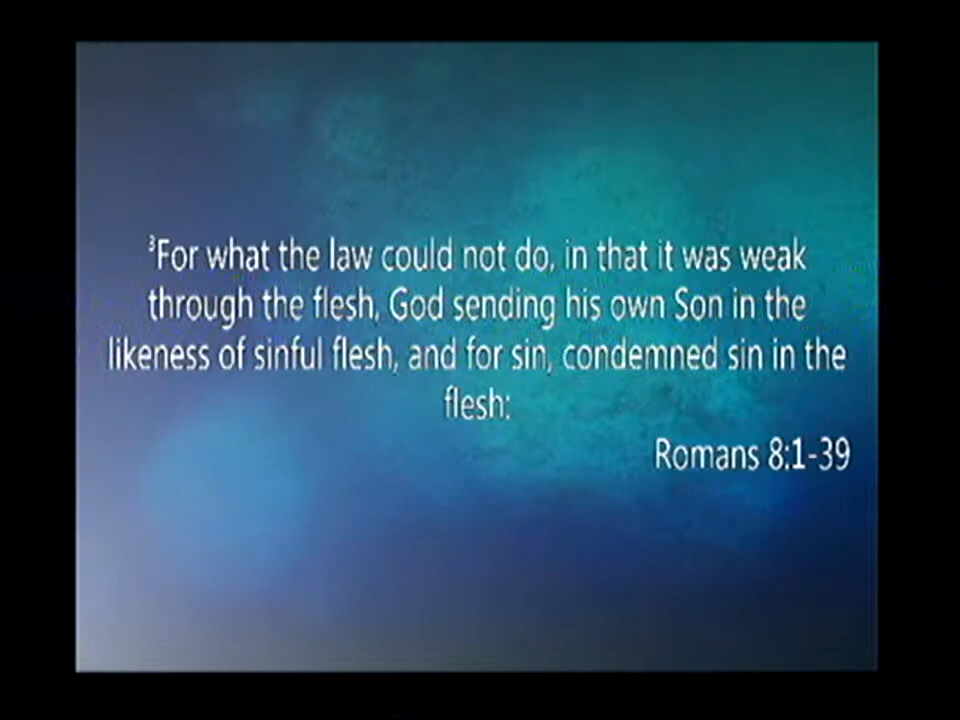 ³For what the law could not do, in that it was weak
through the flesh, God sending his own Son in the
likeness of sinful flesh, and for sin, condemned sin in the
flesh:
Romans 8:1-39